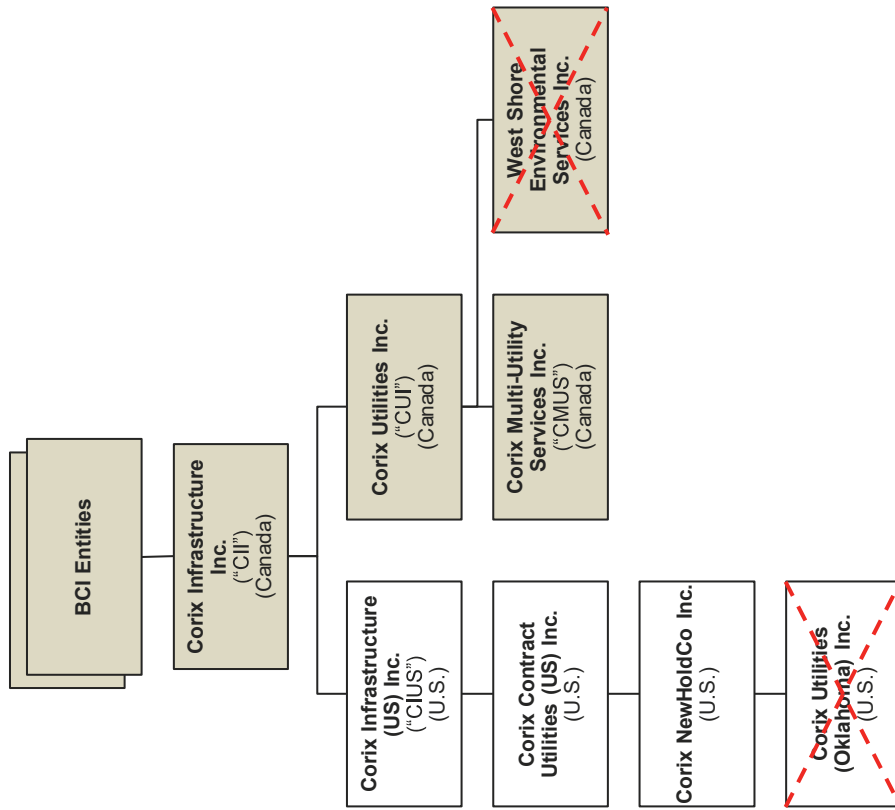 BCI Entities
Corix Infrastructure
Inc.
(“CII”)
(Canada)
Corix Infrastructure
(US) Inc.
(“CIUS”)
(U.S.)
Corix Utilities Inc.
(“CUI”)
(Canada)
Corix Contract
Utilities (US) Inc.
(U.S.)
Corix Multi-Utility
Services Inc.
(“CMUS”)
(Canada)
West Shore
Environmental
Services Inc.
(Canada)
Corix NewHoldCo Inc.
(U.S.)
Corix Utilities
(Oklahoma) Inc.
(U.S.)